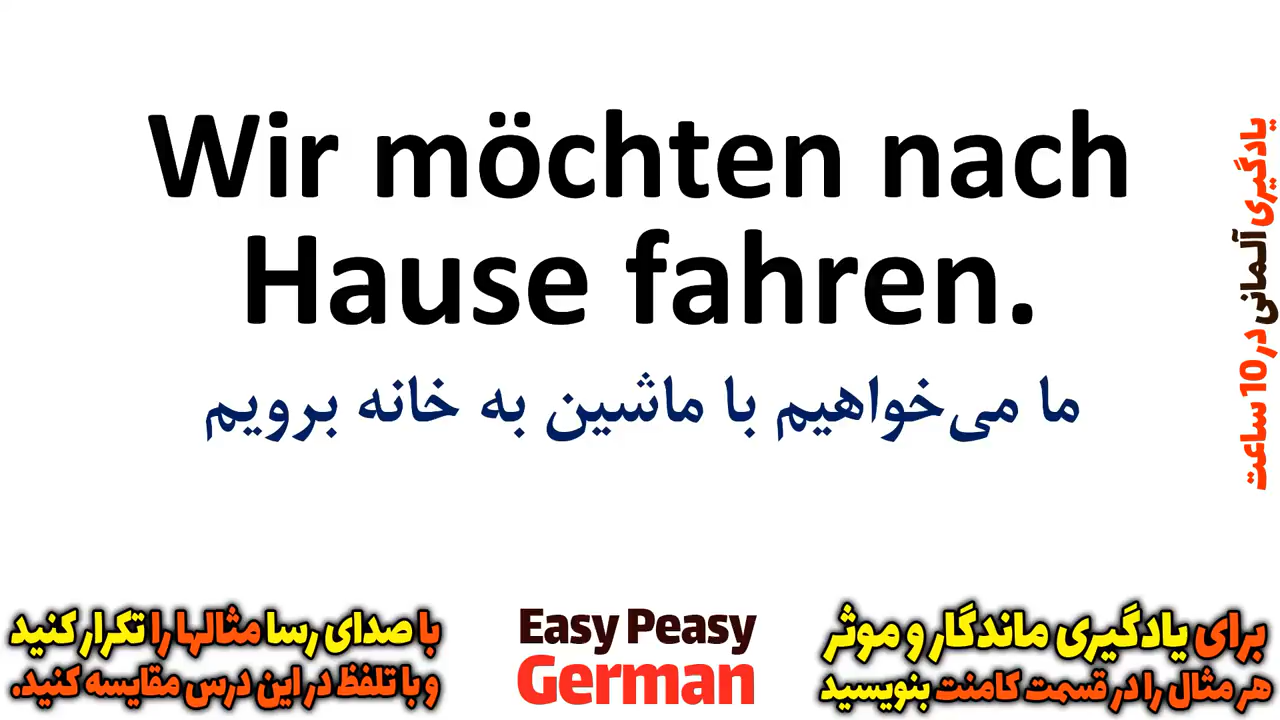 Wir möchten nach
Hause fahren.
ما می‌خواهیم با ماشین به خانه برویم
یادگیری آلمانی در 10 ساعت
با صدای رسا مثالها را تکرار کنید
و با تلفظ در این درس مقایسه کنید.
Easy Peasy
German
برای یادگیری ماندگار و موثر
هر مثال را در قسمت کامنت بنویسید